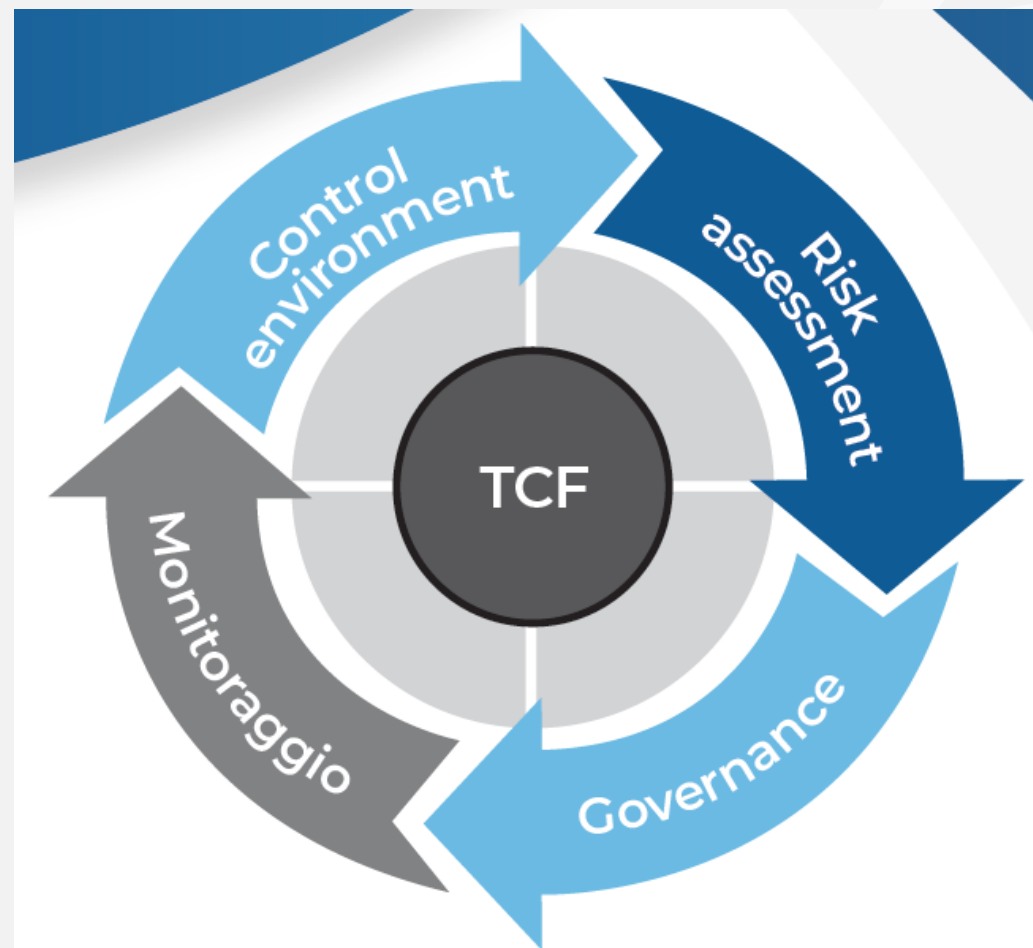 Control
environment
Risk
assessment
TCF
Monitoraggio
Governance